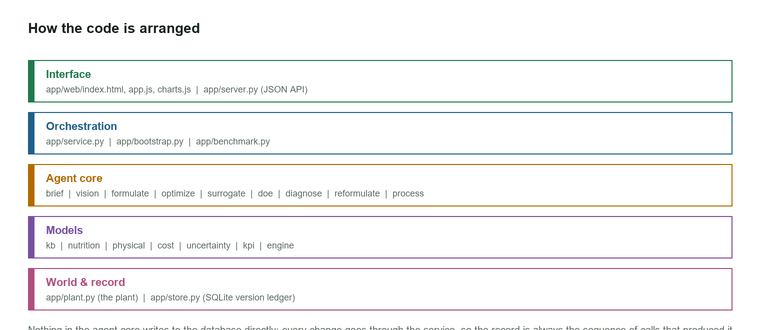 How the code is arranged
Interface
app/web/index.html, app.js, charts.js | app/server.py (JSON API)
Orchestration
app/service.py | app/bootstrap.py | app/benchmark.py
Agent core
brief | vision | formulate | optimize | surrogate | doe | diagnose | reformulate | process
Models
kb | nutrition | physical | cost | uncertainty | kpi | engine
World & record
app/plant.py (the plant) | app/store.py (SQLite version ledger)
Nothing in the agent core writes to the database directly; every change goes through the service, so the record is always the sequence of calls that produced it